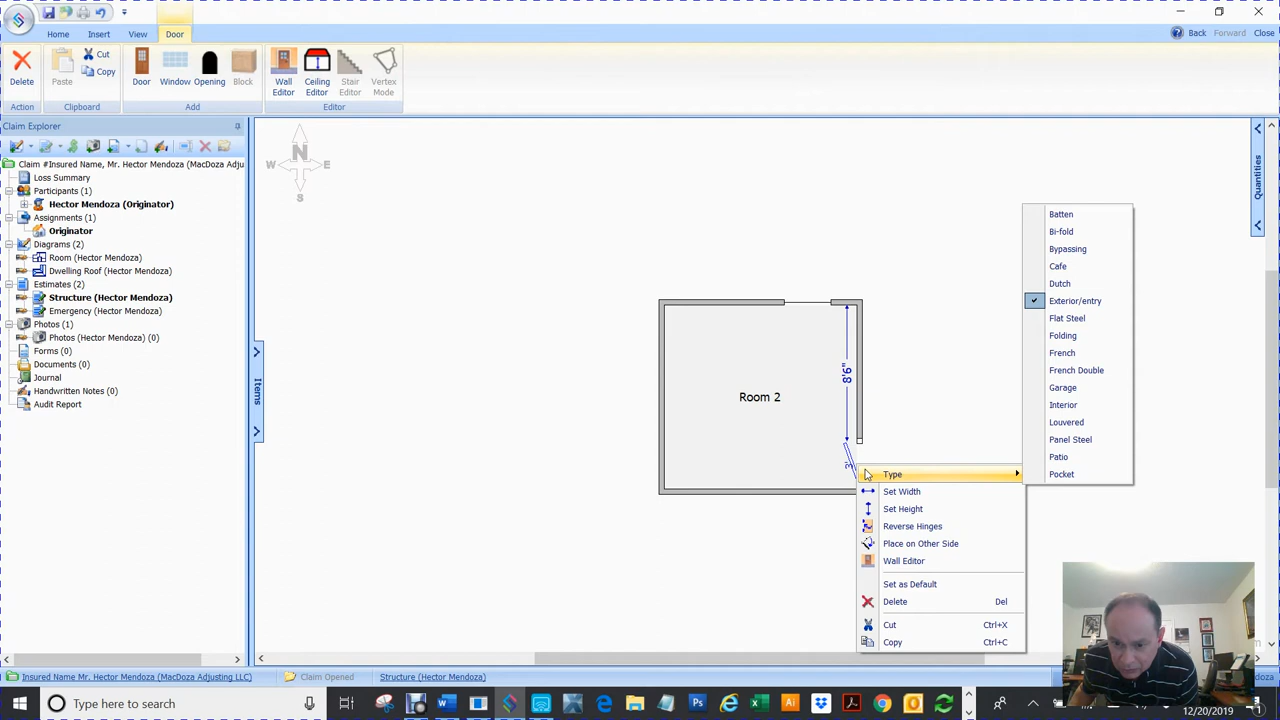 Home Insert View Door Back Forward Close
Delete
Paste
Cut
Copy
Door Window Opening Block
Wall Editor
Ceiling Editor
Stair Editor
Vertex Mode
Action Clipboard Add Editor
Claim Explorer
Claim #Insured Name, Mr. Hector Mendoza (MacDoza Adju
Loss Summary
Participants (1)
Hector Mendoza (Originator)
Assignments (1)
Originator
Diagrams (2)
Room (Hector Mendoza)
Dwelling Roof (Hector Mendoza)
Estimates (2)
Structure (Hector Mendoza)
Emergency (Hector Mendoza)
Photos (1)
Photos (Hector Mendoza) (0)
Forms (0)
Documents (0)
Journal
Handwritten Notes (0)
Audit Report
N
W E
S
Items
Quantities
Room 2
8'6"
3'
Type
Set Width
Set Height
Reverse Hinges
Place on Other Side
Wall Editor
Set as Default
Delete Del
Cut Ctrl+X
Copy Ctrl+C
Batten
Bi-fold
Bypassing
Cafe
Dutch
Exterior/entry
Flat Steel
Folding
French
French Double
Garage
Interior
Louvered
Panel Steel
Patio
Pocket
Insured Name Mr. Hector Mendoza (MacDoza Adjusting LLC)
Claim Opened
Structure (Hector Mendoza)
Type here to search
12/20/2019